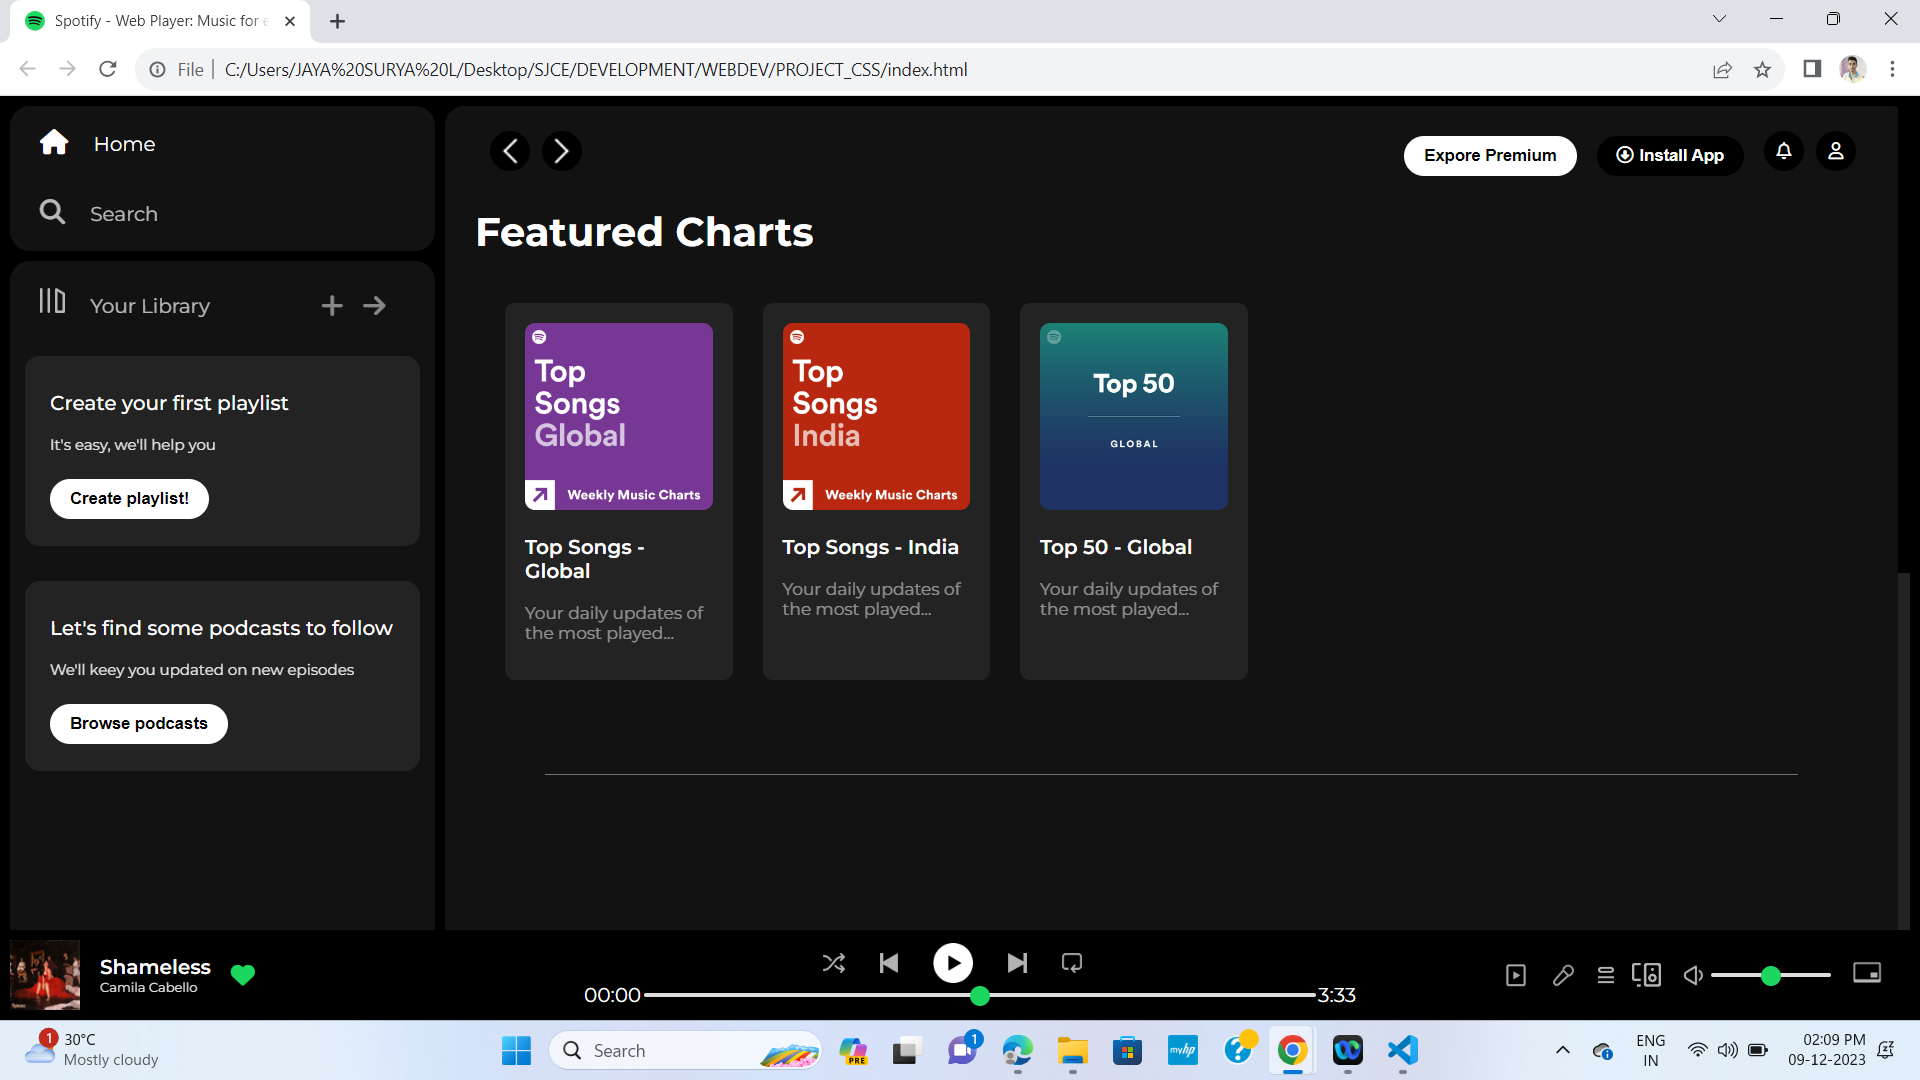 Spotify - Web Player: Music for e
File
C:/Users/JAYA%20SURYA%20L/Desktop/SJCE/DEVELOPMENT/WEBDEV/PROJECT_CSS/index.html
Home
Search
Your Library
Create your first playlist
It's easy, we'll help you
Create playlist!
Let's find some podcasts to follow
We'll keey you updated on new episodes
Browse podcasts
Expore Premium
Install App
Featured Charts
Top
Songs
Global
Weekly Music Charts
Top Songs -
Global
Your daily updates of
the most played...
Top
Songs
India
Weekly Music Charts
Top Songs - India
Your daily updates of
the most played...
Top 50
GLOBAL
Top 50 - Global
Your daily updates of
the most played...
Shameless
Camila Cabello
00:00
3:33
1
30°C
Mostly cloudy
Search
PRE
1
myhp
ENG
IN
02:09 PM
09-12-2023